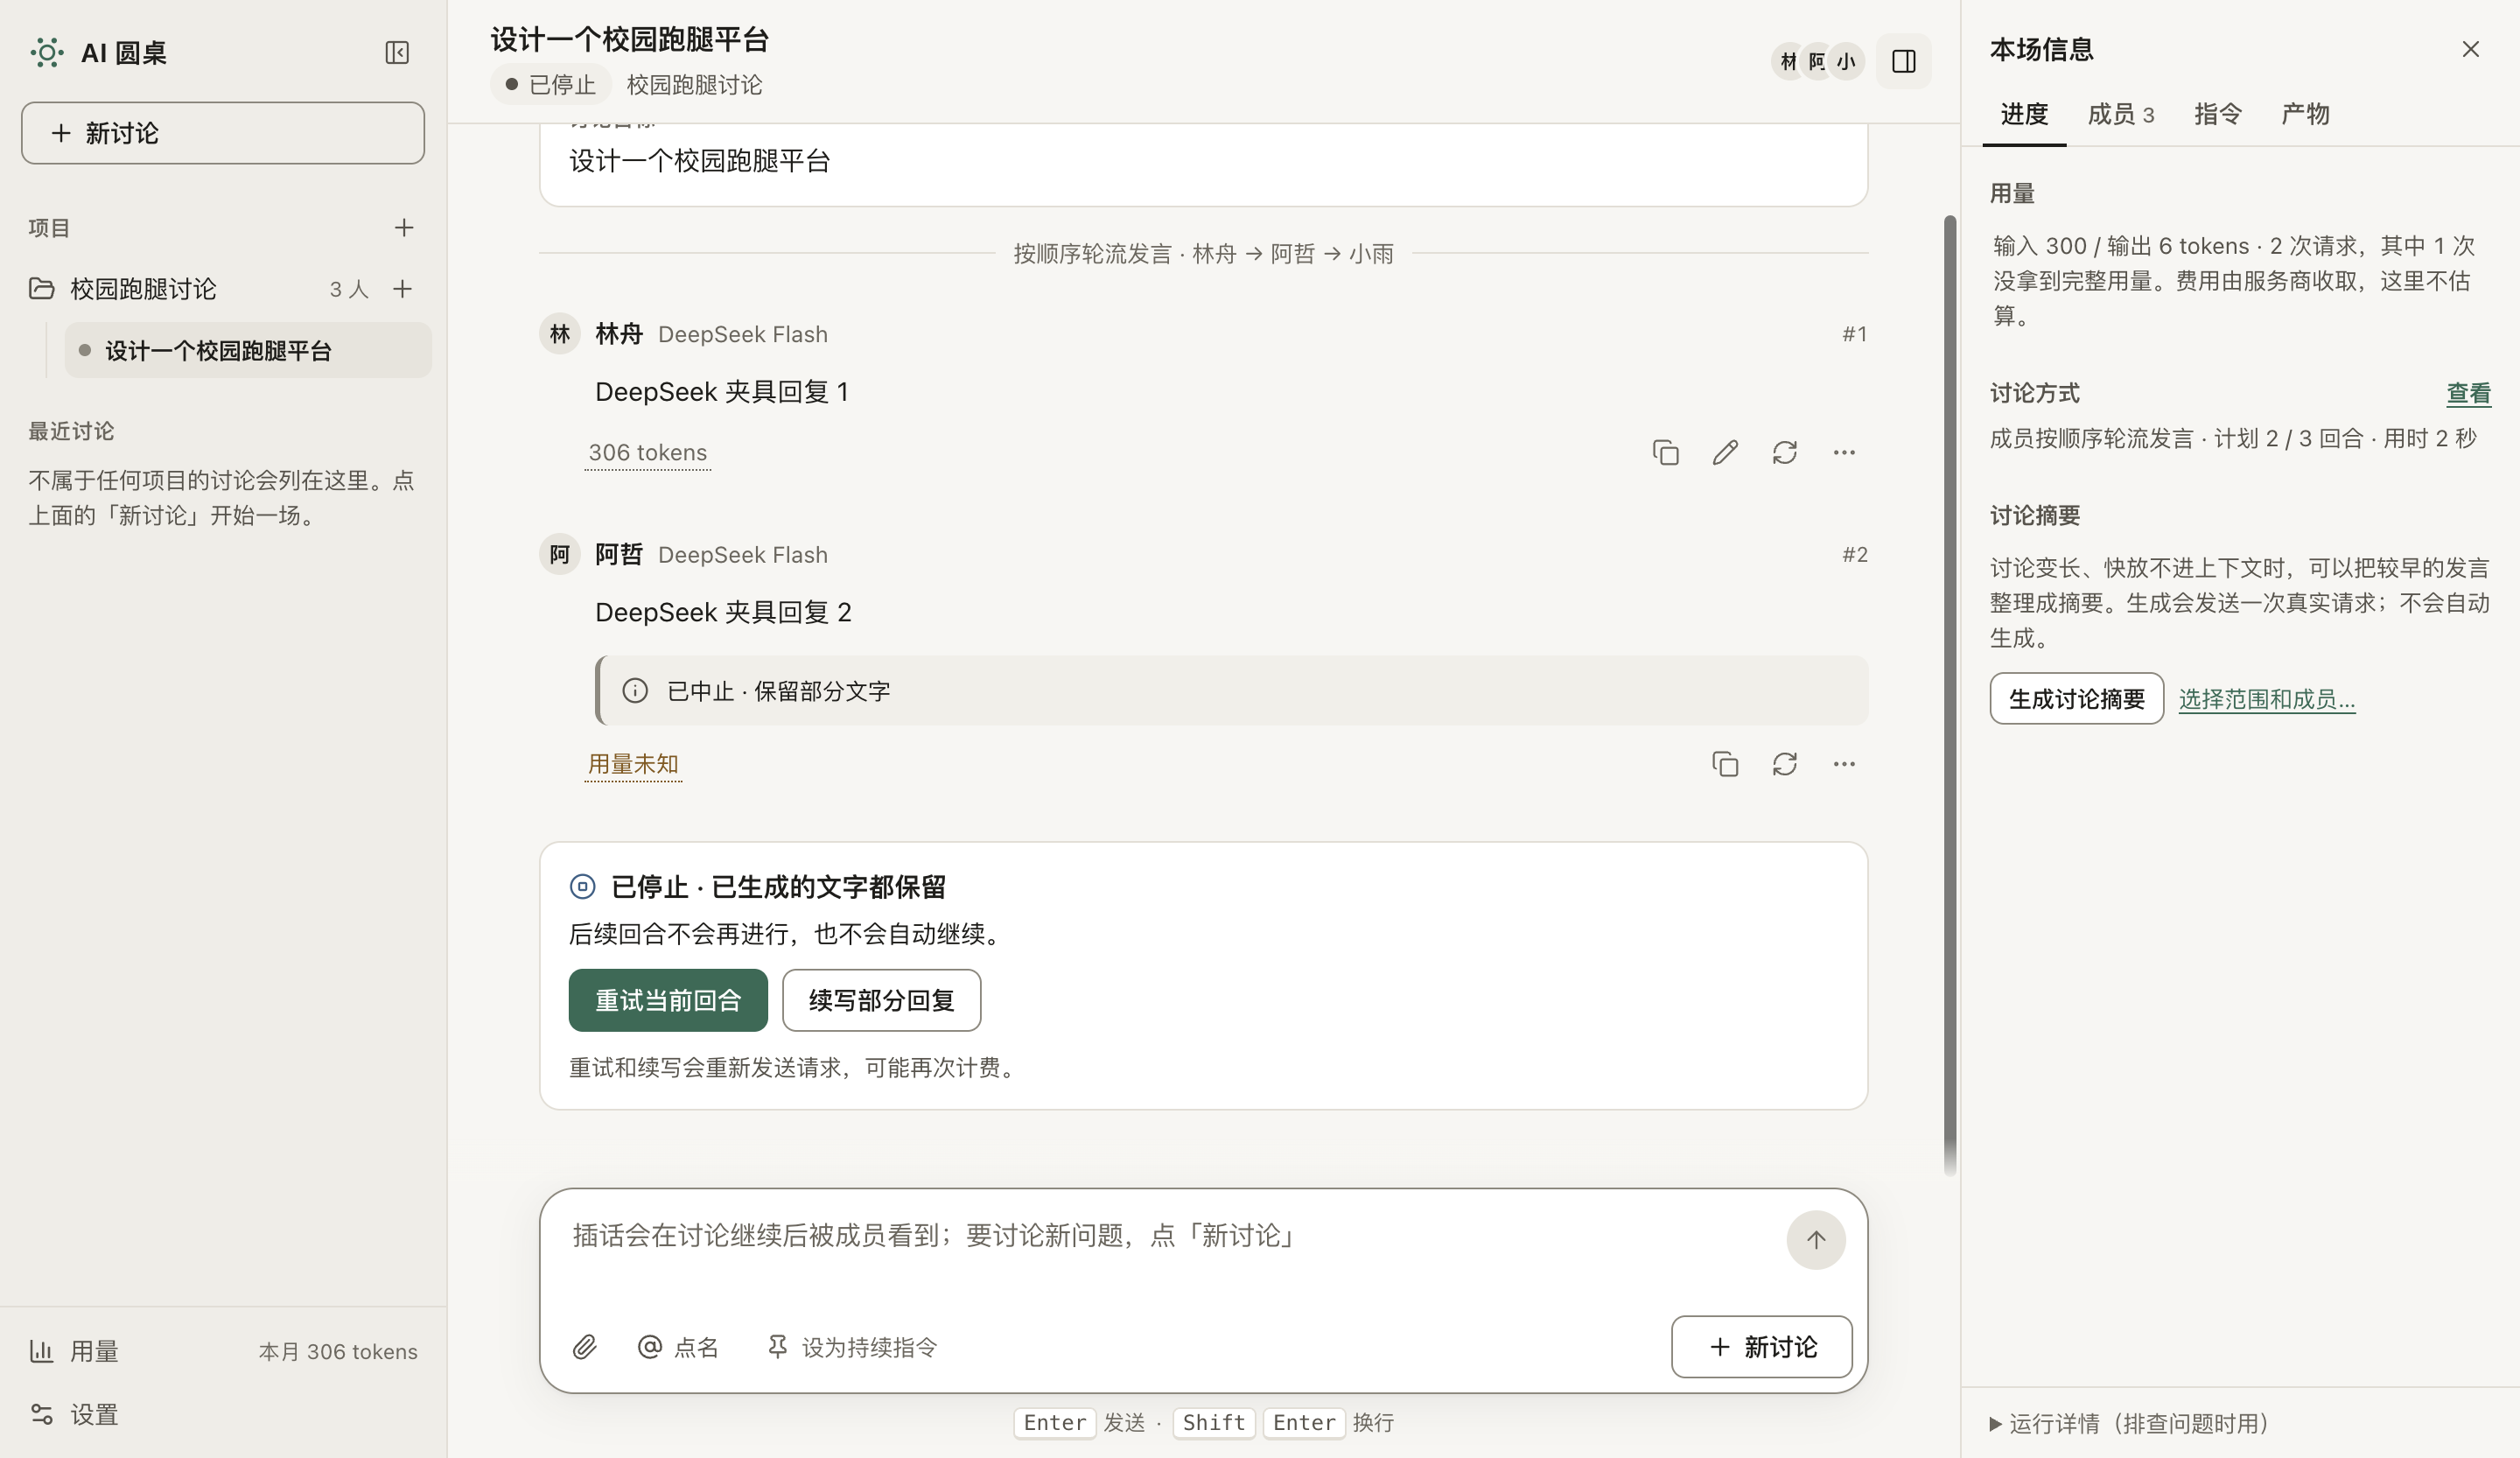 AI 圆桌
新讨论
项目
校园跑腿讨论 3 人
设计一个校园跑腿平台
最近讨论
不属于任何项目的讨论会列在这里。点
上面的「新讨论」开始一场。
用量 本月 306 tokens
设置
设计一个校园跑腿平台
已停止 校园跑腿讨论
林 阿 小
设计一个校园跑腿平台
按顺序轮流发言 · 林舟 → 阿哲 → 小雨
林 林舟 DeepSeek Flash #1
DeepSeek 夹具回复 1
306 tokens
阿 阿哲 DeepSeek Flash #2
DeepSeek 夹具回复 2
已中止 · 保留部分文字
用量未知
已停止 · 已生成的文字都保留
后续回合不会再进行，也不会自动继续。
重试当前回合 续写部分回复
重试和续写会重新发送请求，可能再次计费。
插话会在讨论继续后被成员看到；要讨论新问题，点「新讨论」
点名 设为持续指令 新讨论
Enter 发送 · Shift Enter 换行
本场信息
进度 成员 3 指令 产物
用量
输入 300 / 输出 6 tokens · 2 次请求，其中 1 次
没拿到完整用量。费用由服务商收取，这里不估
算。
讨论方式 查看
成员按顺序轮流发言 · 计划 2 / 3 回合 · 用时 2 秒
讨论摘要
讨论变长、快放不进上下文时，可以把较早的发言
整理成摘要。生成会发送一次真实请求；不会自动
生成。
生成讨论摘要 选择范围和成员…
运行详情（排查问题时用）